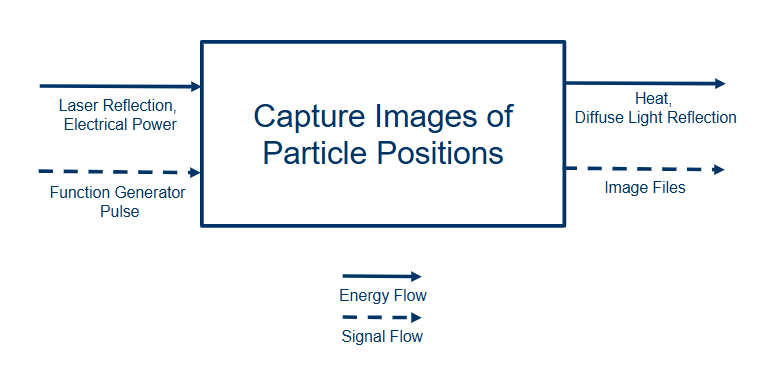 Laser Reflection,
Electrical Power
Function Generator
Pulse
Capture Images of
Particle Positions
Heat,
Diffuse Light Reflection
Image Files
Energy Flow
Signal Flow